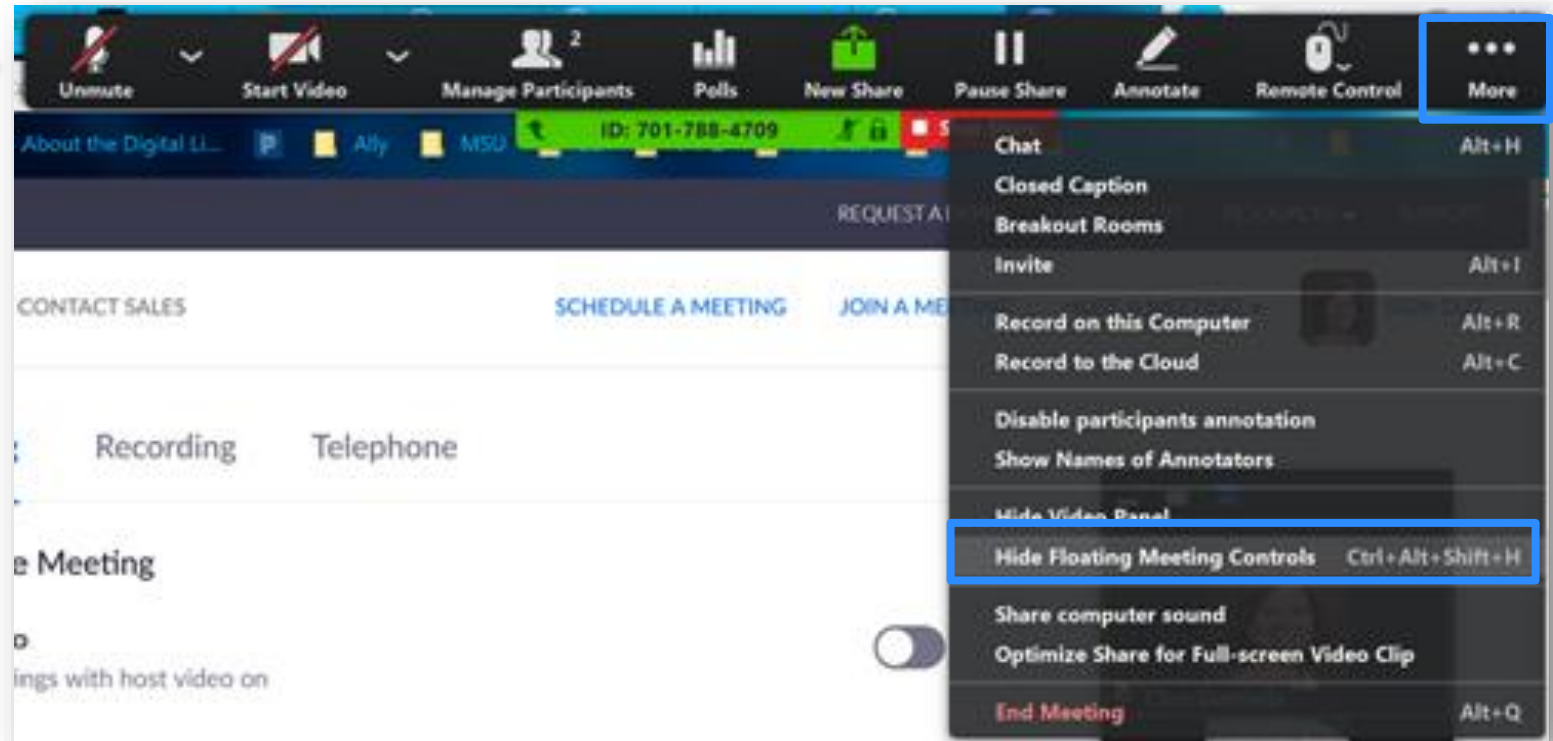 Unmute
Start Video
2
Manage Participants
Polls
New Share
Pause Share
Annotate
Remote Control
More
About the Digital Li...
P
Ally
MSU
ID: 701-788-4709
REQUEST A
CONTACT SALES
SCHEDULE A MEETING
JOIN A ME
Recording
Telephone
e Meeting
o
ings with host video on
Chat Alt+H
Closed Caption
Breakout Rooms
Invite Alt+I
Record on this Computer Alt+R
Record to the Cloud Alt+C
Disable participants annotation
Show Names of Annotators
Hide Video Panel
Hide Floating Meeting Controls Ctrl+Alt+Shift+H
Share computer sound
Optimize Share for Full-screen Video Clip
End Meeting Alt+Q